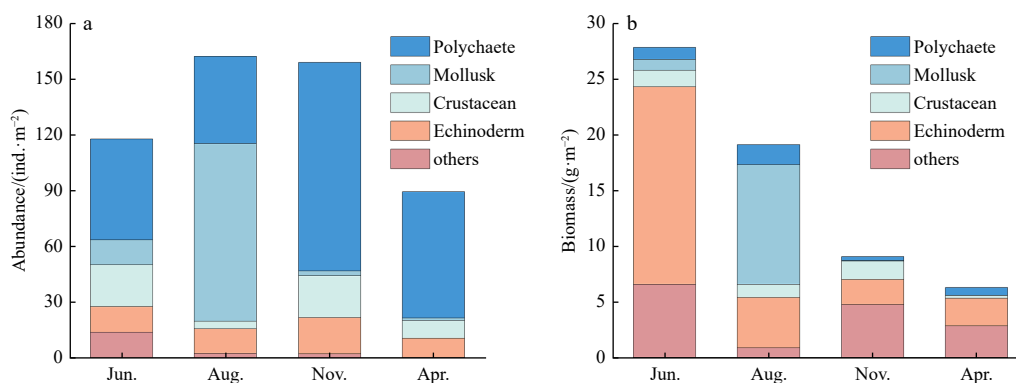 a
180
150
120
90
60
30
0
Abundance/(ind.·m⁻²)
Polychaete
Mollusk
Crustacean
Echinoderm
others
Jun.
Aug.
Nov.
Apr.
b
30
25
20
15
10
5
0
Biomass/(g·m⁻²)
Polychaete
Mollusk
Crustacean
Echinoderm
others
Jun.
Aug.
Nov.
Apr.